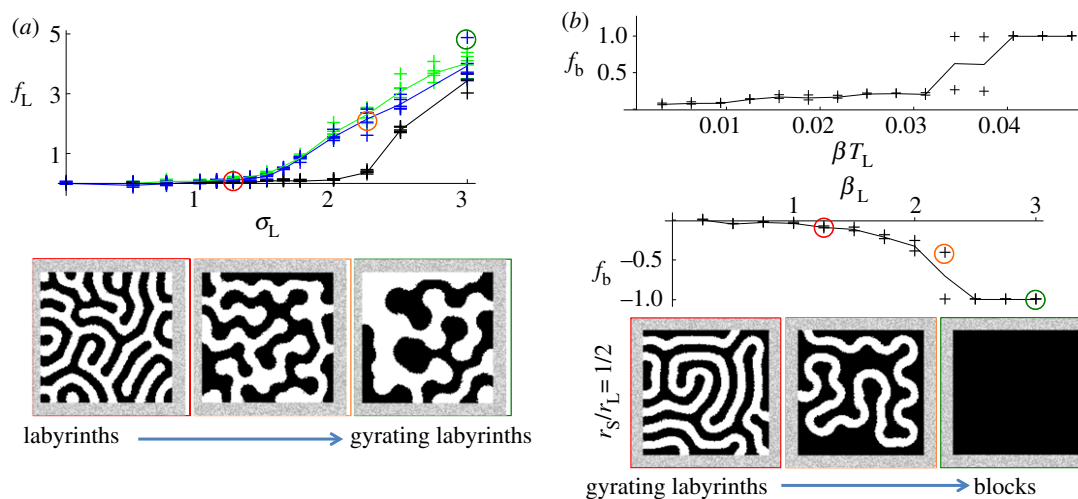 (a)
5
3
1
f_L
1
2
3
σ_L
labyrinths
gyrating labyrinths
(b)
1.0
0.5
f_b
0.01
0.02
0.03
0.04
βT_L
β_L
1
2
3
f_b
−0.5
−1.0
r_S/r_L = 1/2
gyrating labyrinths
blocks